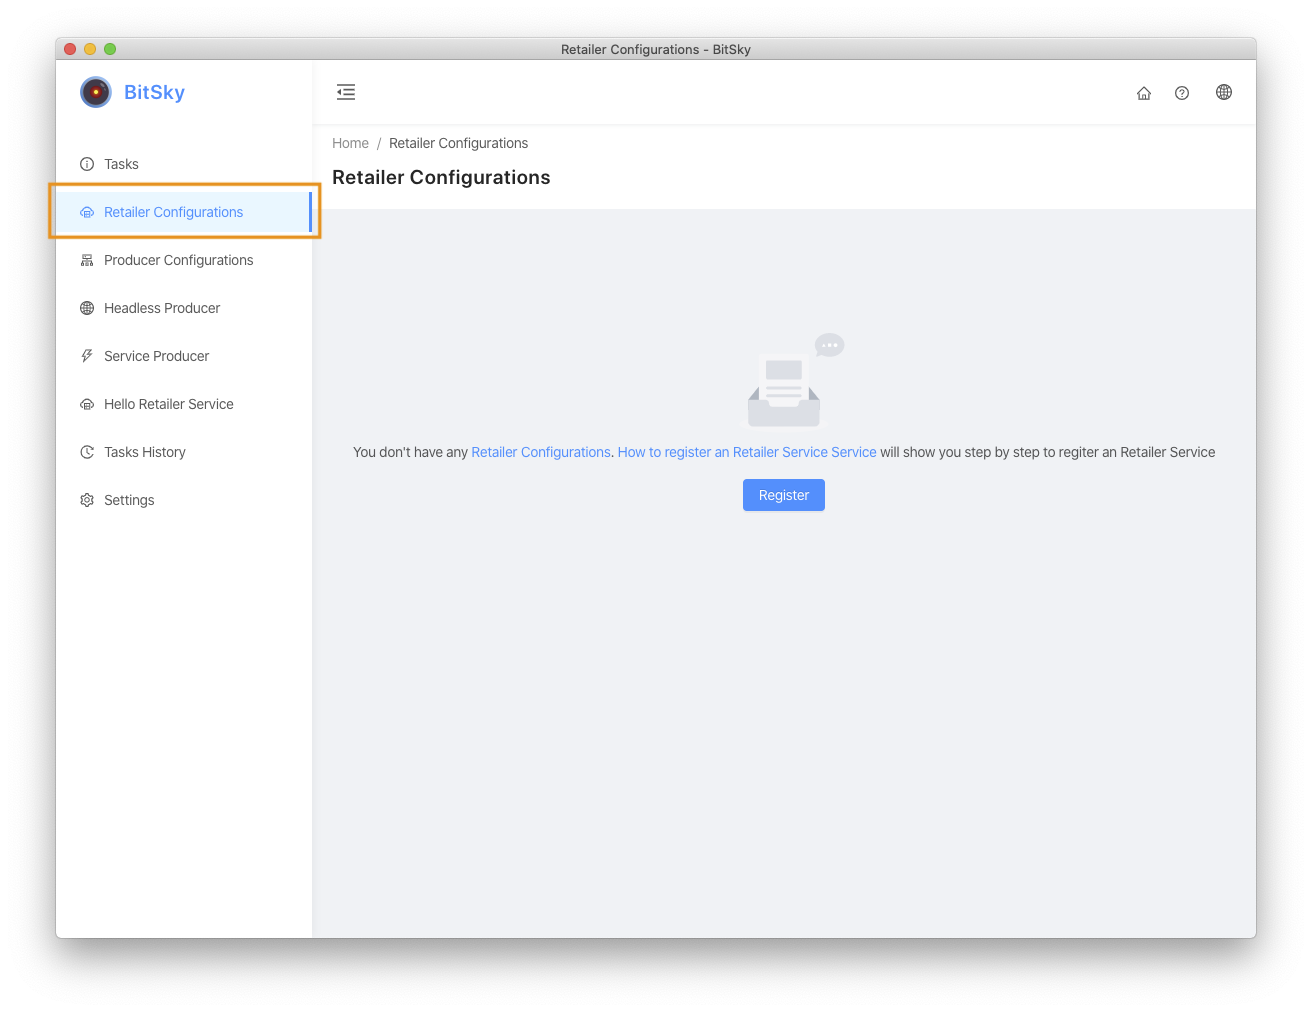 Retailer Configurations - BitSky
BitSky
Tasks
Retailer Configurations
Producer Configurations
Headless Producer
Service Producer
Hello Retailer Service
Tasks History
Settings
Home / Retailer Configurations
Retailer Configurations
You don't have any Retailer Configurations. How to register an Retailer Service Service will show you step by step to regiter an Retailer Service
Register